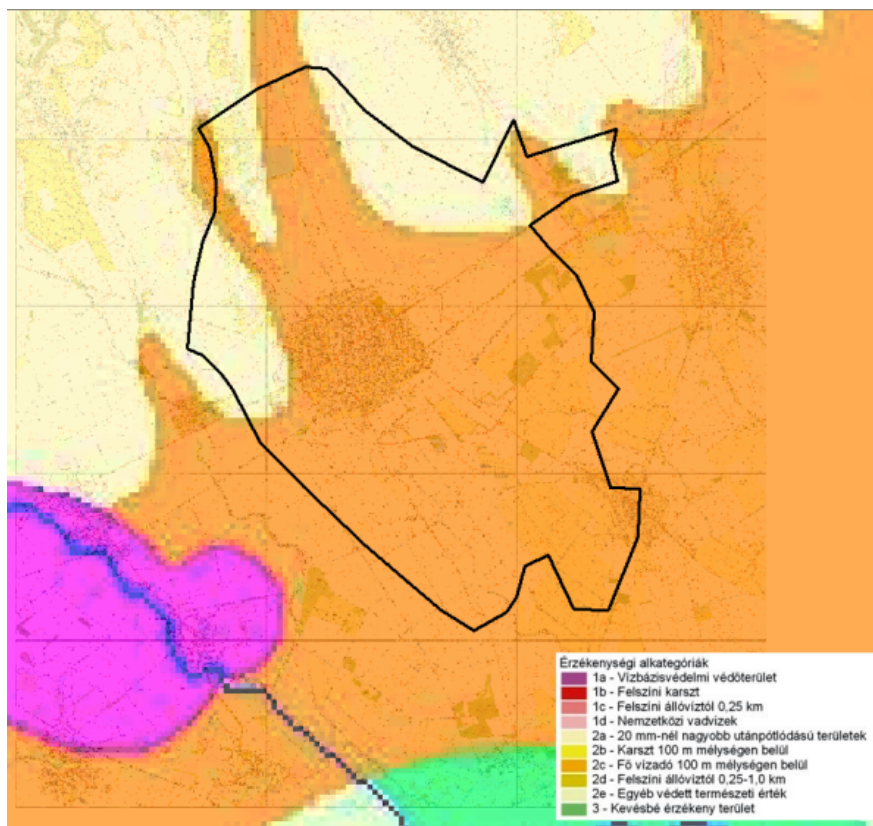 Érzékenységi alkategóriák
1a - Vízbázisvédelmi védőterület
1b - Felszíni karszt
1c - Felszíni állóvíztól 0,25 km
1d - Nemzetközi vadvizek
2a - 20 mm-nél nagyobb utánpótlódású területek
2b - Karszt 100 m mélységen belül
2c - Fő vízadó 100 m mélységen belül
2d - Felszíni állóvíztól 0,25-1,0 km
2e - Egyéb védett természeti érték
3 - Kevésbé érzékeny terület